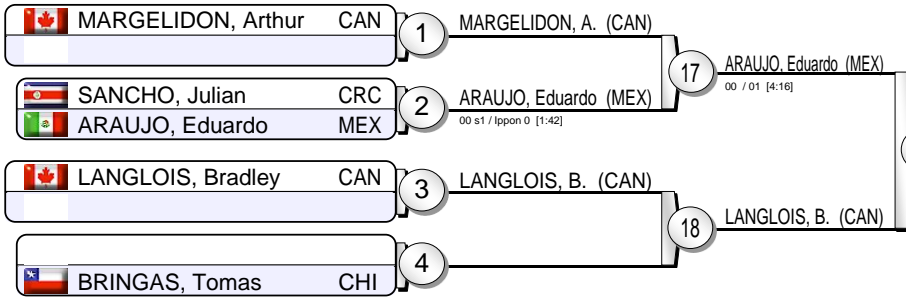 MARGELIDON, Arthur CAN
1
MARGELIDON, A. (CAN)
17
ARAUJO, Eduardo (MEX)
00 / 01 [4:16]
SANCHO, Julian CRC
ARAUJO, Eduardo MEX
2
ARAUJO, Eduardo (MEX)
00 s1 / Ippon 0 [1:42]
LANGLOIS, Bradley CAN
3
LANGLOIS, B. (CAN)
18
LANGLOIS, B. (CAN)
4
BRINGAS, Tomas CHI